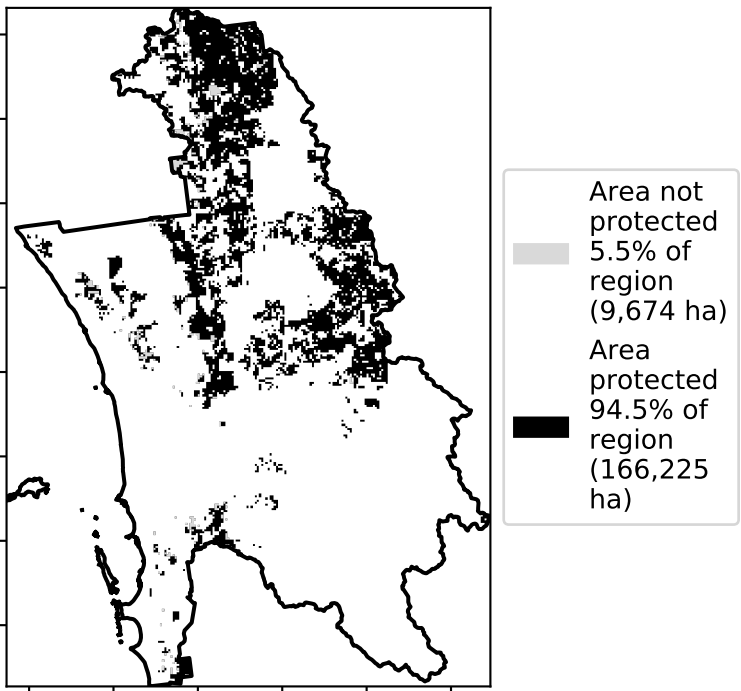 Area not
protected
5.5% of
region
(9,674 ha)
Area
protected
94.5% of
region
(166,225
ha)